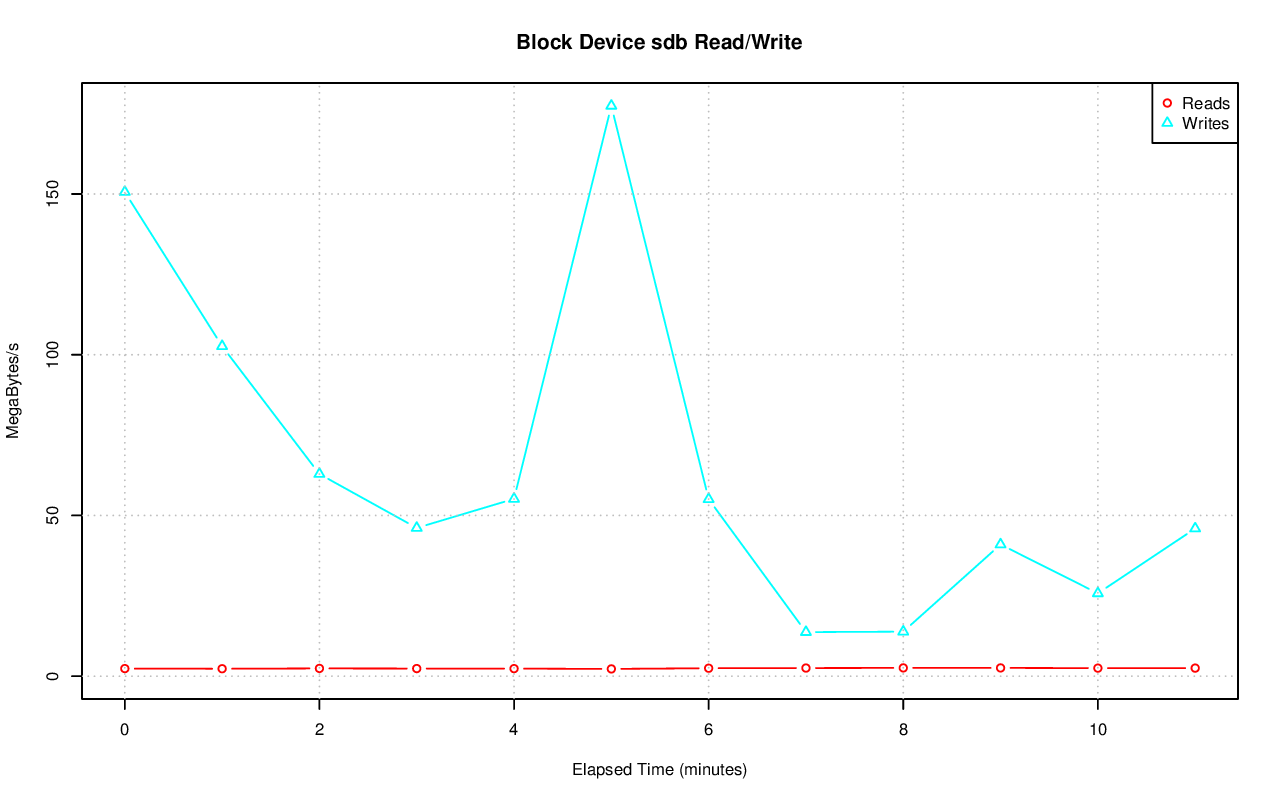 Block Device sdb Read/Write
Reads
Writes
MegaBytes/s
150
100
50
0
0 2 4 6 8 10
Elapsed Time (minutes)